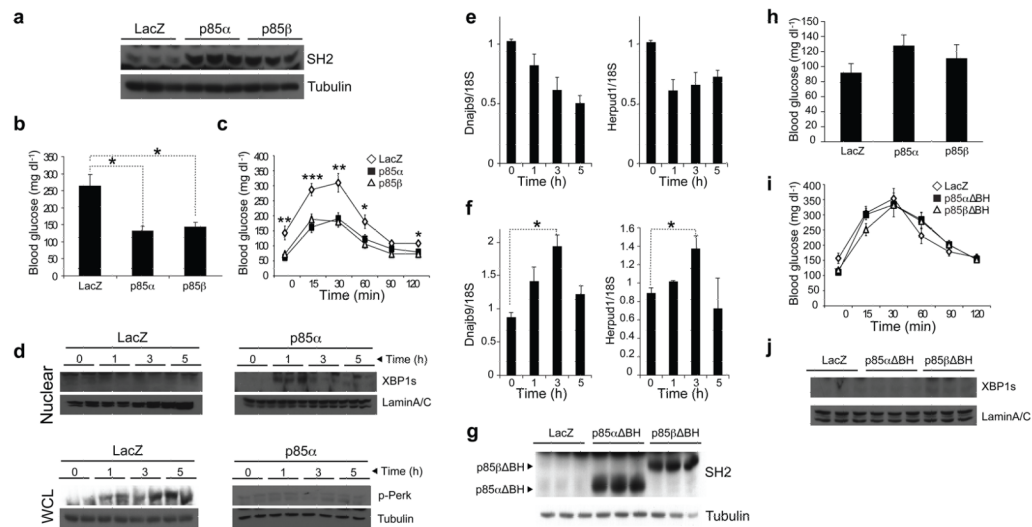 a
LacZ p85α p85β
SH2
Tubulin
b
Blood glucose (mg dl-1)
350
300
250
200
150
100
50
0
* *
LacZ p85α p85β
c
Blood glucose (mg dl-1)
400
350
300
250
200
150
100
50
0
** *** ** * *
LacZ
p85α
p85β
0 15 30 60 90 120
Time (min)
d
LacZ
0 1 3 5
Nuclear
p85α
0 1 3 5
Time (h)
XBP1s
LaminA/C
LacZ
0 1 3 5
WCL
p85α
0 1 3 5
Time (h)
p-Perk
Tubulin
e
Dnajb9/18S
1
0.5
0
0 1 3 5
Time (h)
Herpud1/18S
1
0.5
0
0 1 3 5
Time (h)
f
Dnajb9/18S
2
1.5
1
0.5
0
*
0 1 3 5
Time (h)
Herpud1/18S
1.6
1.4
1.2
1.0
0.8
0.6
0.4
0.2
0
*
0 1 3 5
Time (h)
g
LacZ p85αΔBH p85βΔBH
p85βΔBH
p85αΔBH
SH2
Tubulin
h
Blood glucose (mg dl-1)
160
140
120
100
80
60
40
20
0
LacZ p85α p85β
i
Blood glucose (mg dl-1)
400
350
300
250
200
150
100
50
0
LacZ
p85αΔBH
p85βΔBH
0 15 30 60 90 120
Time (min)
j
LacZ p85αΔBH p85βΔBH
XBP1s
LaminA/C